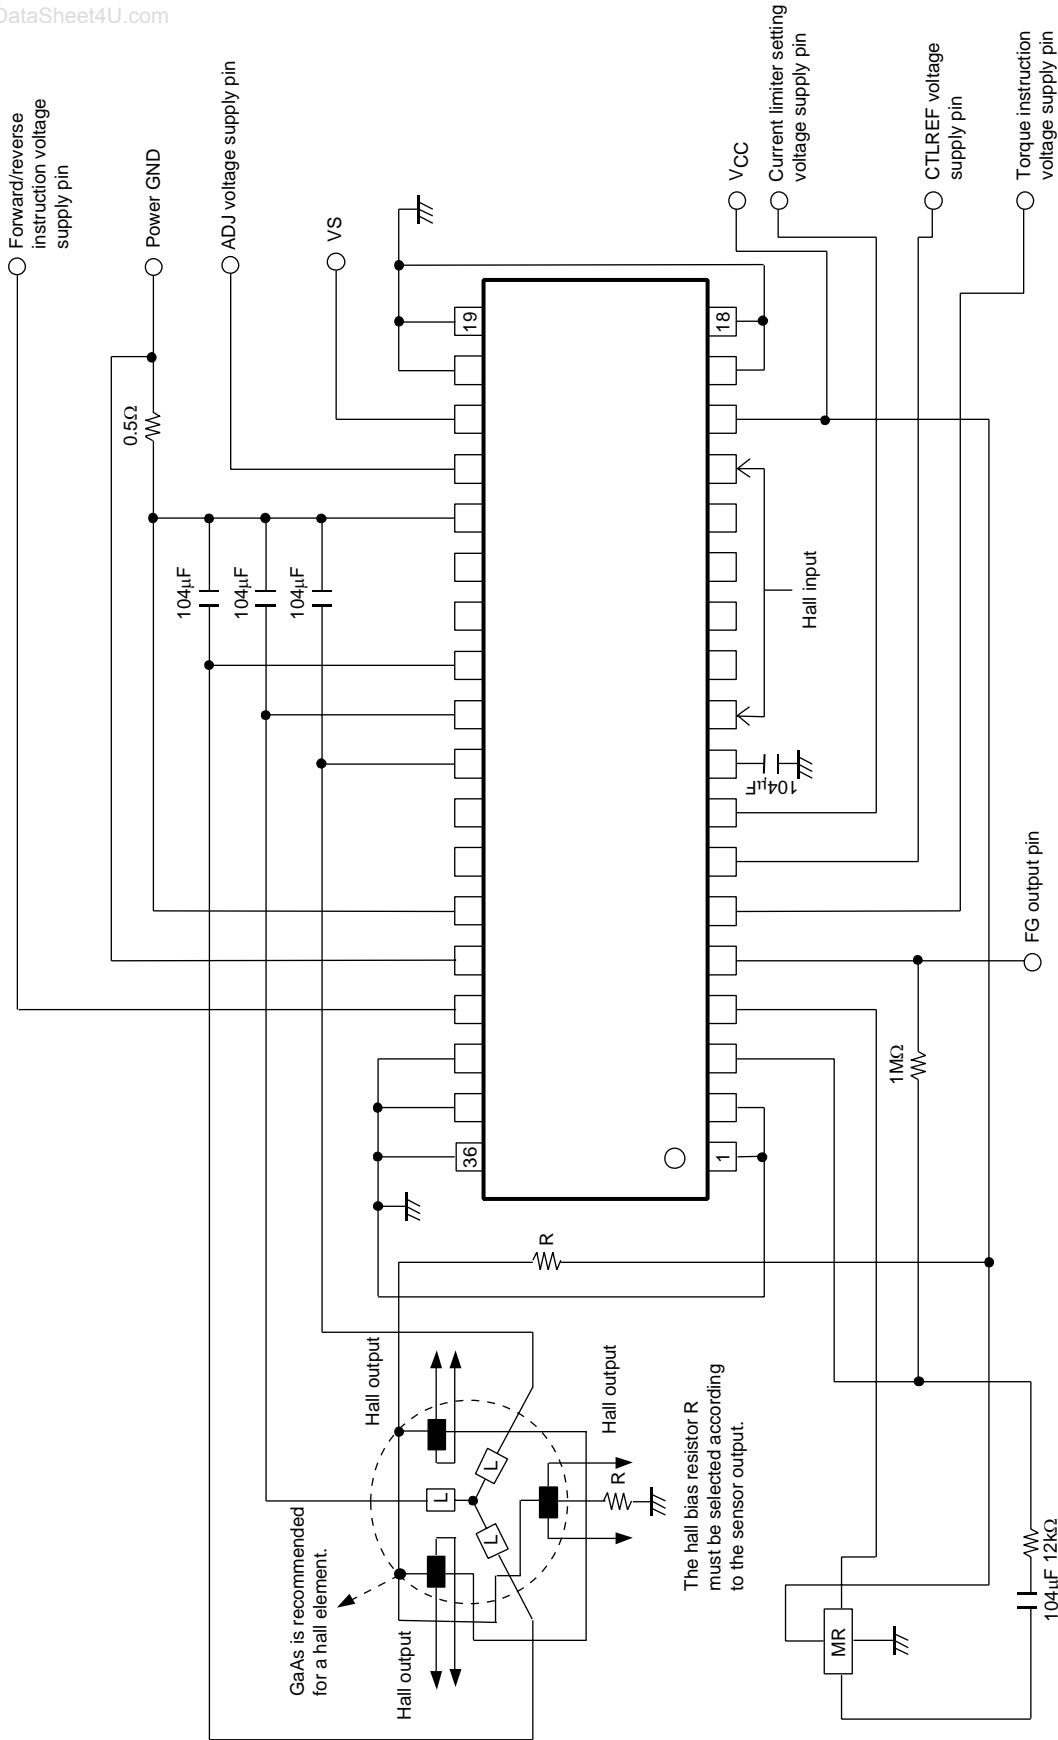 DataSheet4U.com
Forward/reverse
instruction voltage
supply pin
Power GND
ADJ voltage supply pin
VS
VCC
Current limiter setting
voltage supply pin
CTLREF voltage
supply pin
Torque instruction
voltage supply pin
0.5Ω
19
18
104µF
104µF
104µF
Hall input
104µF
FG output pin
1MΩ
36
1
R
Hall output
Hall output
L
L
L
R
The hall bias resistor R
must be selected according
to the sensor output.
GaAs is recommended
for a hall element.
Hall output
MR
104µF 12kΩ